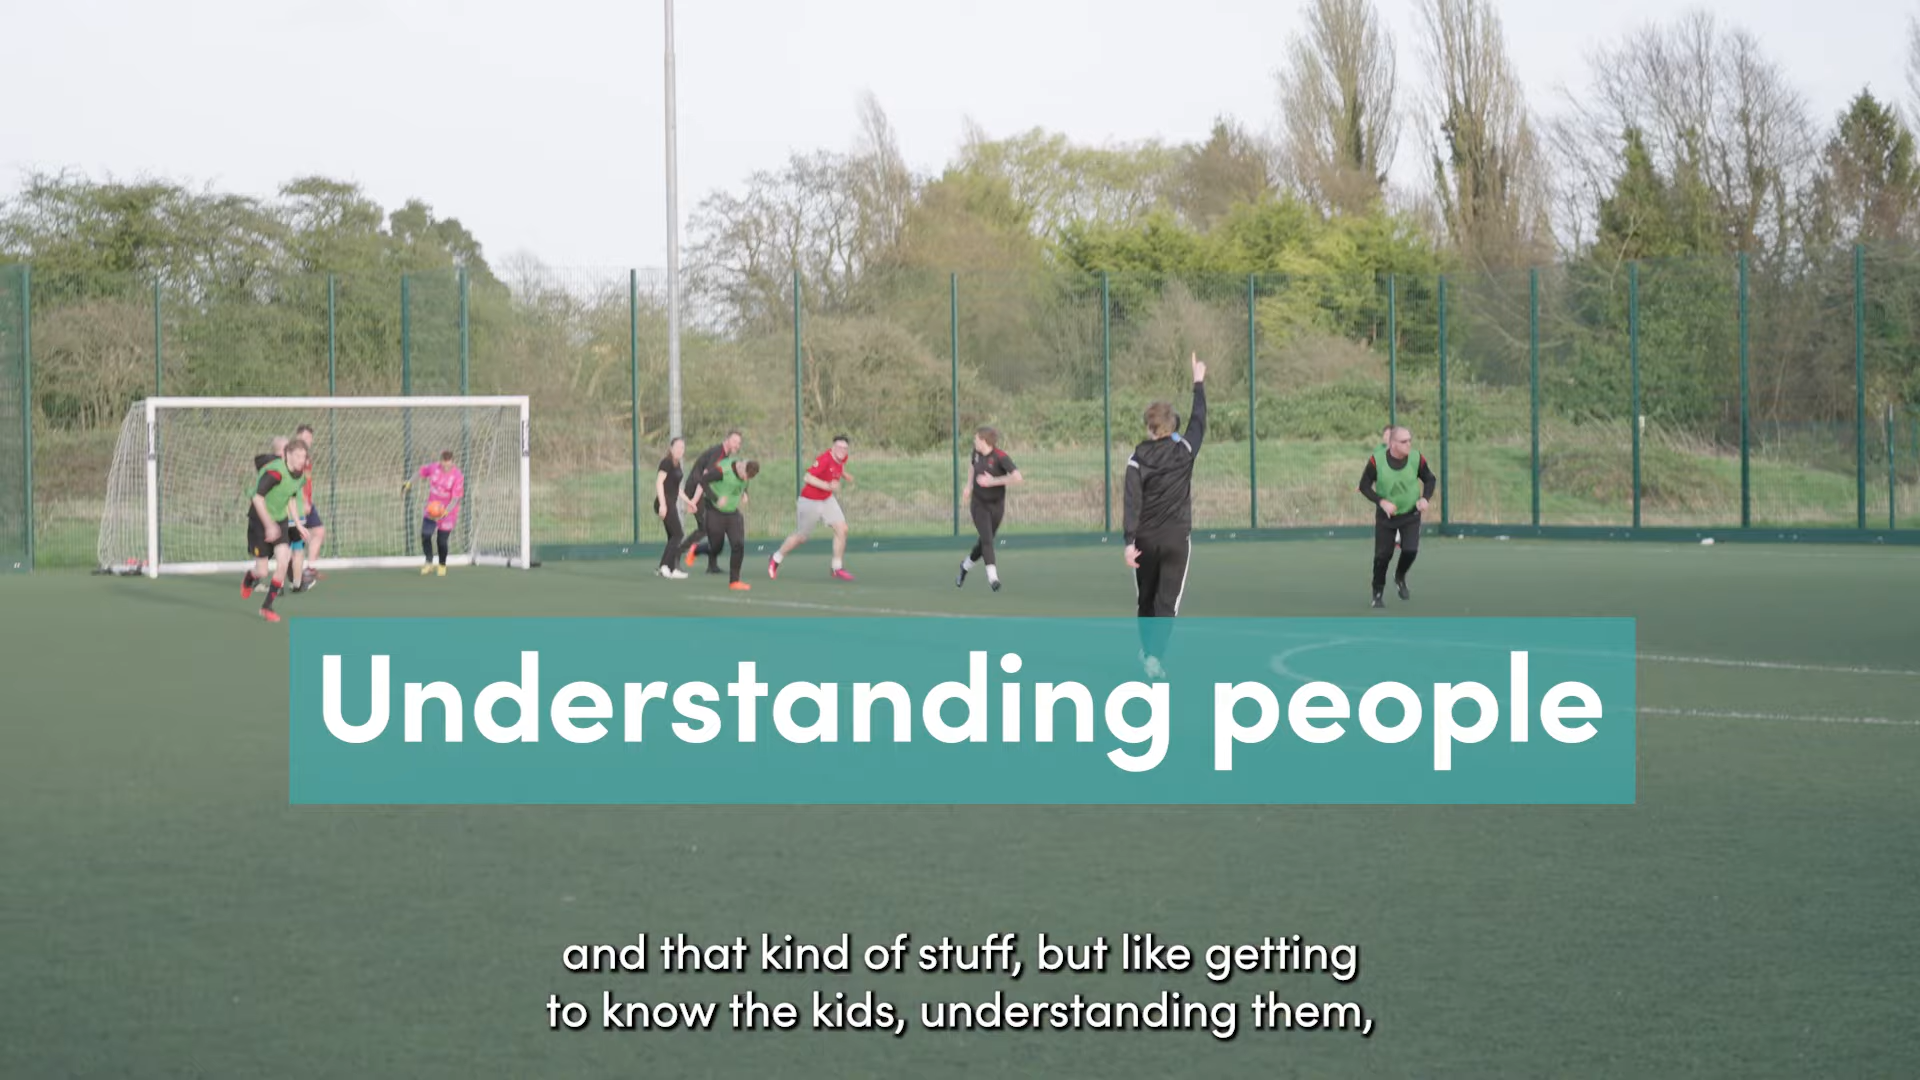 Understanding people
and that kind of stuff, but like getting
to know the kids, understanding them,